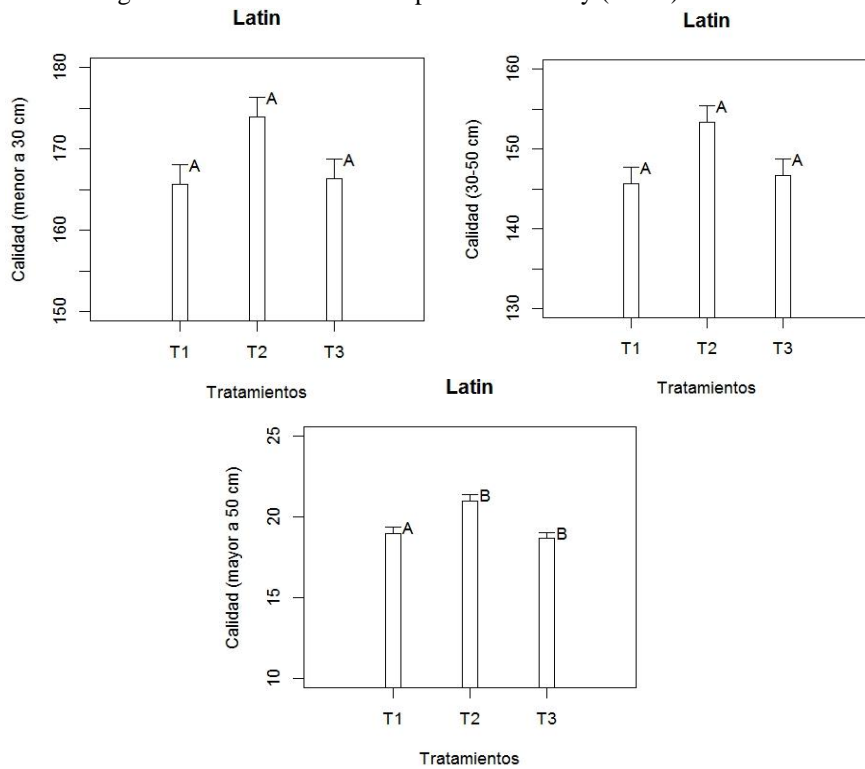 Latin
Calidad (menor a 30 cm)
180
170
160
150
A
A
A
T1 T2 T3
Tratamientos
Latin
Calidad (30-50 cm)
160
150
140
130
A
A
A
T1 T2 T3
Tratamientos
Latin
Calidad (mayor a 50 cm)
25
20
15
10
A
B
B
T1 T2 T3
Tratamientos